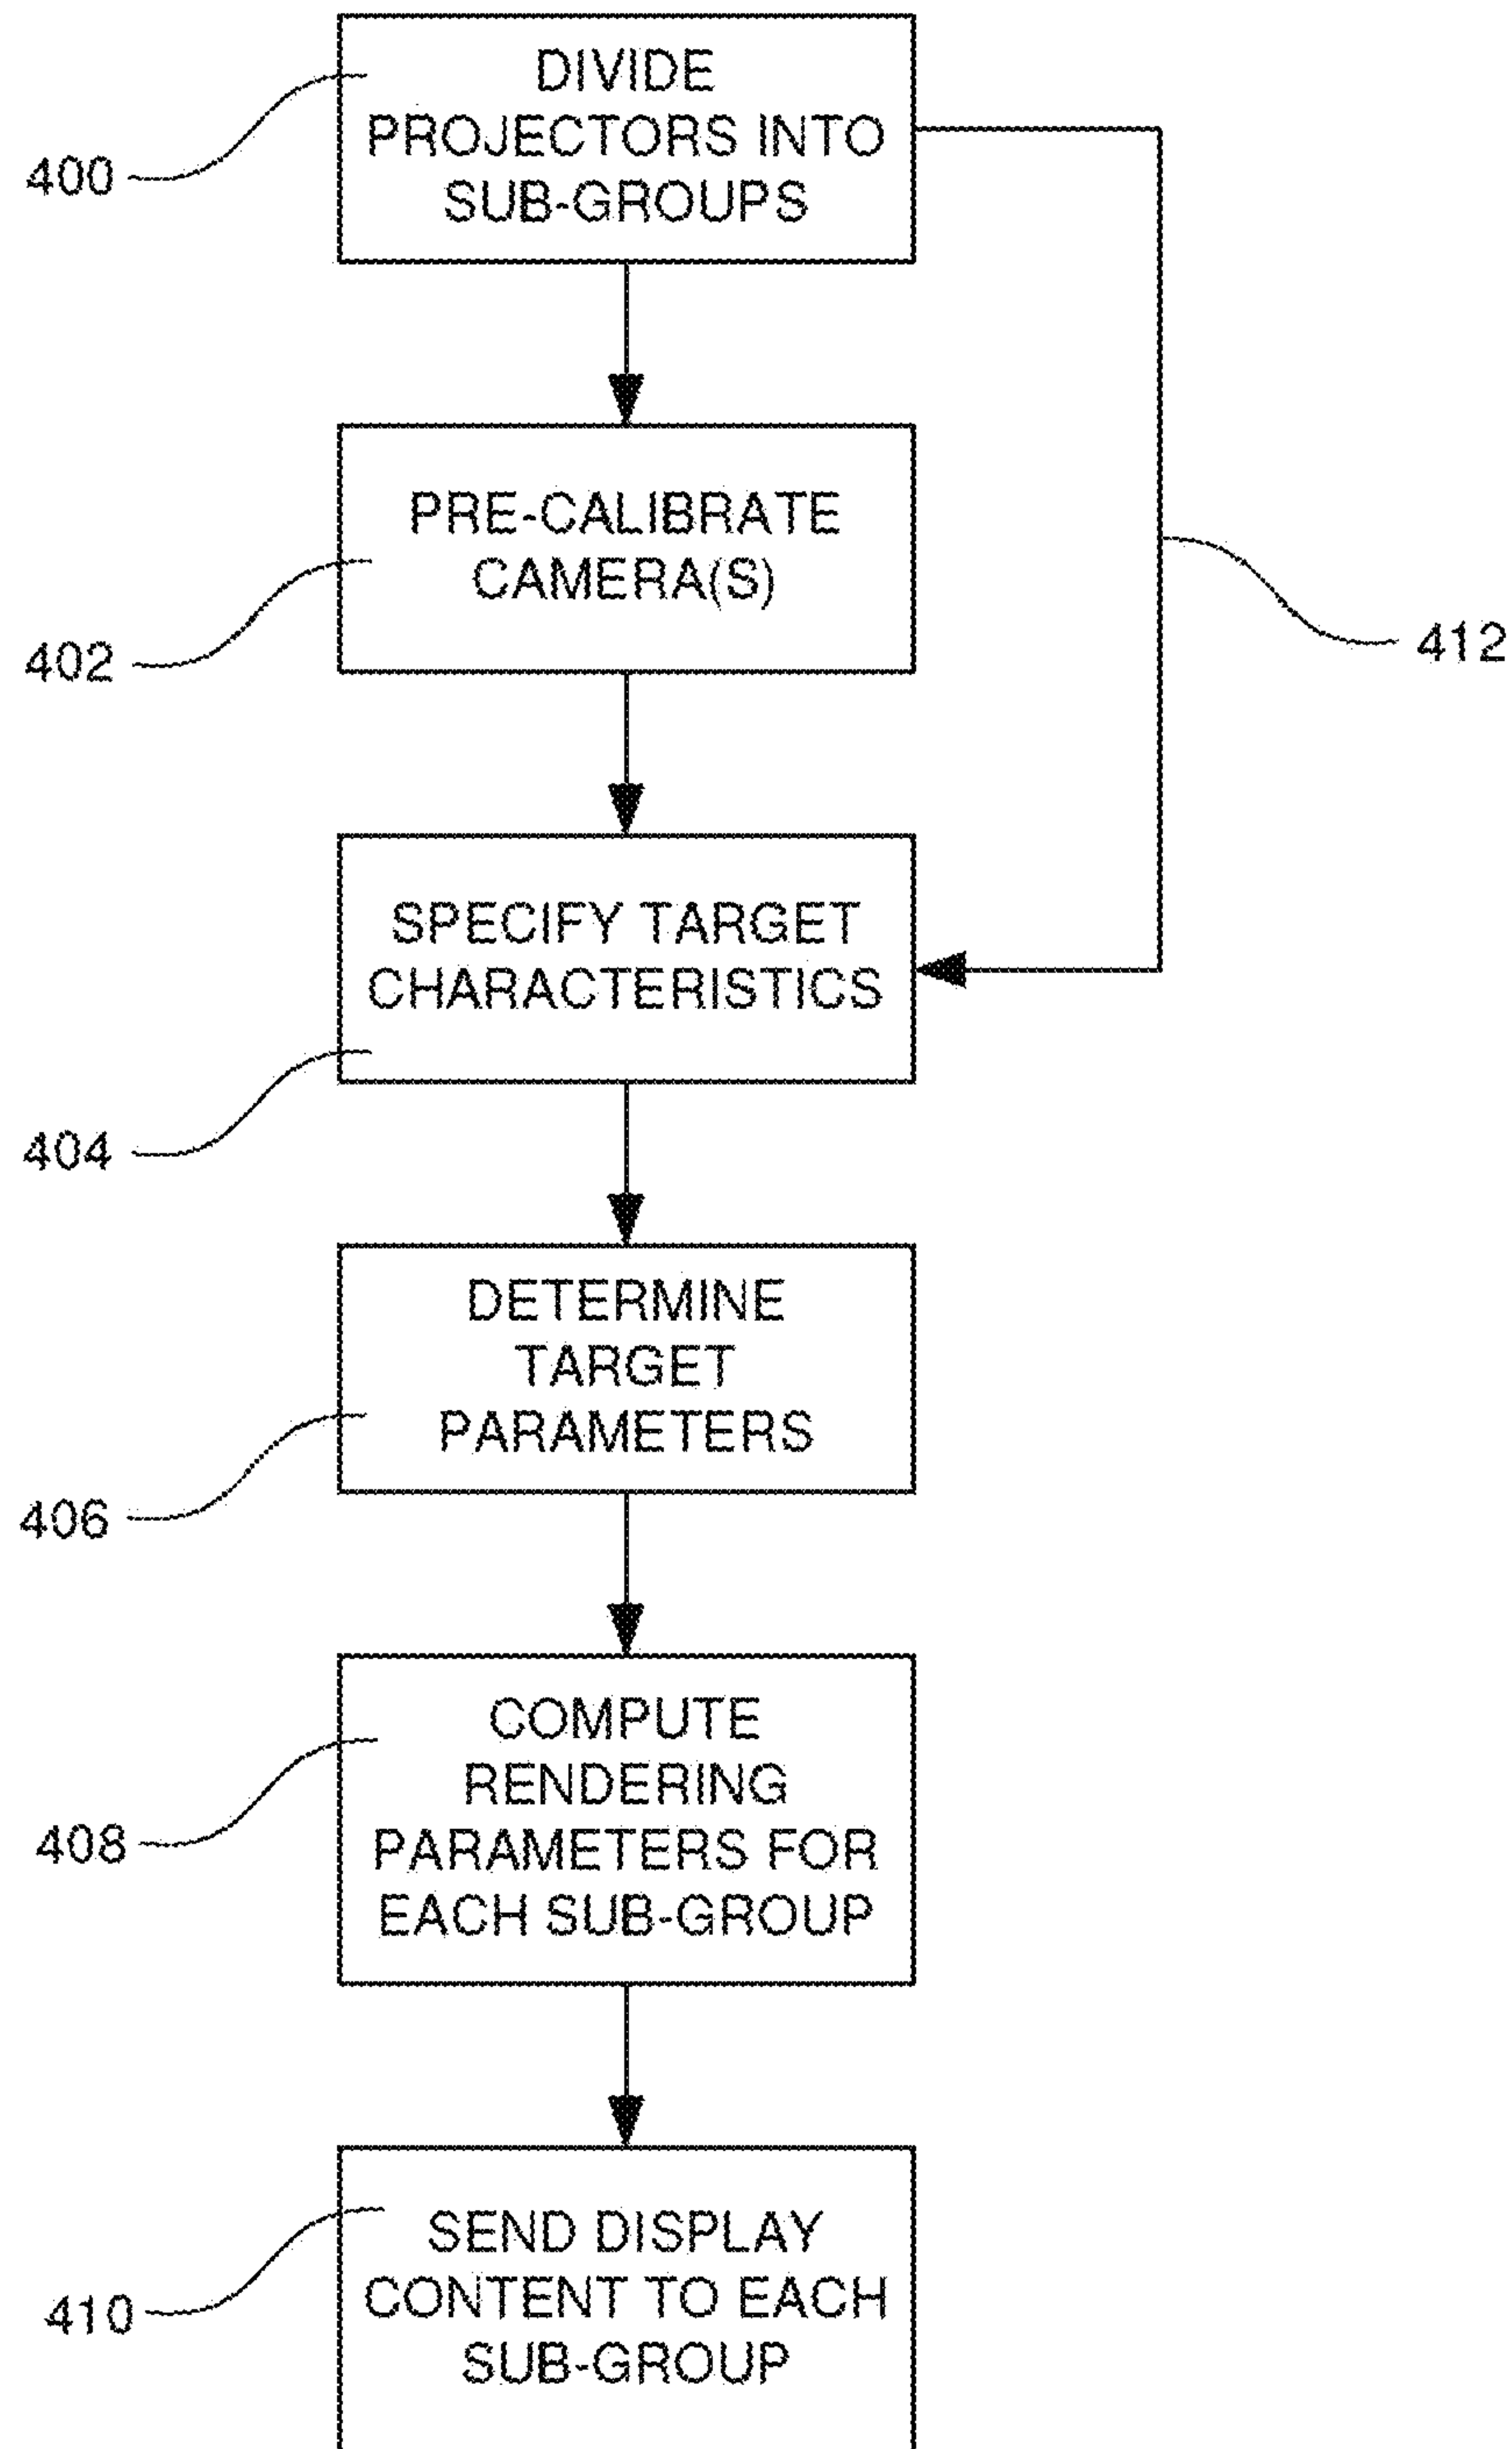 DIVIDE
PROJECTORS INTO
SUB-GROUPS
400
PRE-CALIBRATE
CAMERA(S)
402
412
SPECIFY TARGET
CHARACTERISTICS
404
DETERMINE
TARGET
PARAMETERS
406
COMPUTE
RENDERING
PARAMETERS FOR
EACH SUB-GROUP
408
SEND DISPLAY
CONTENT TO EACH
SUB-GROUP
410